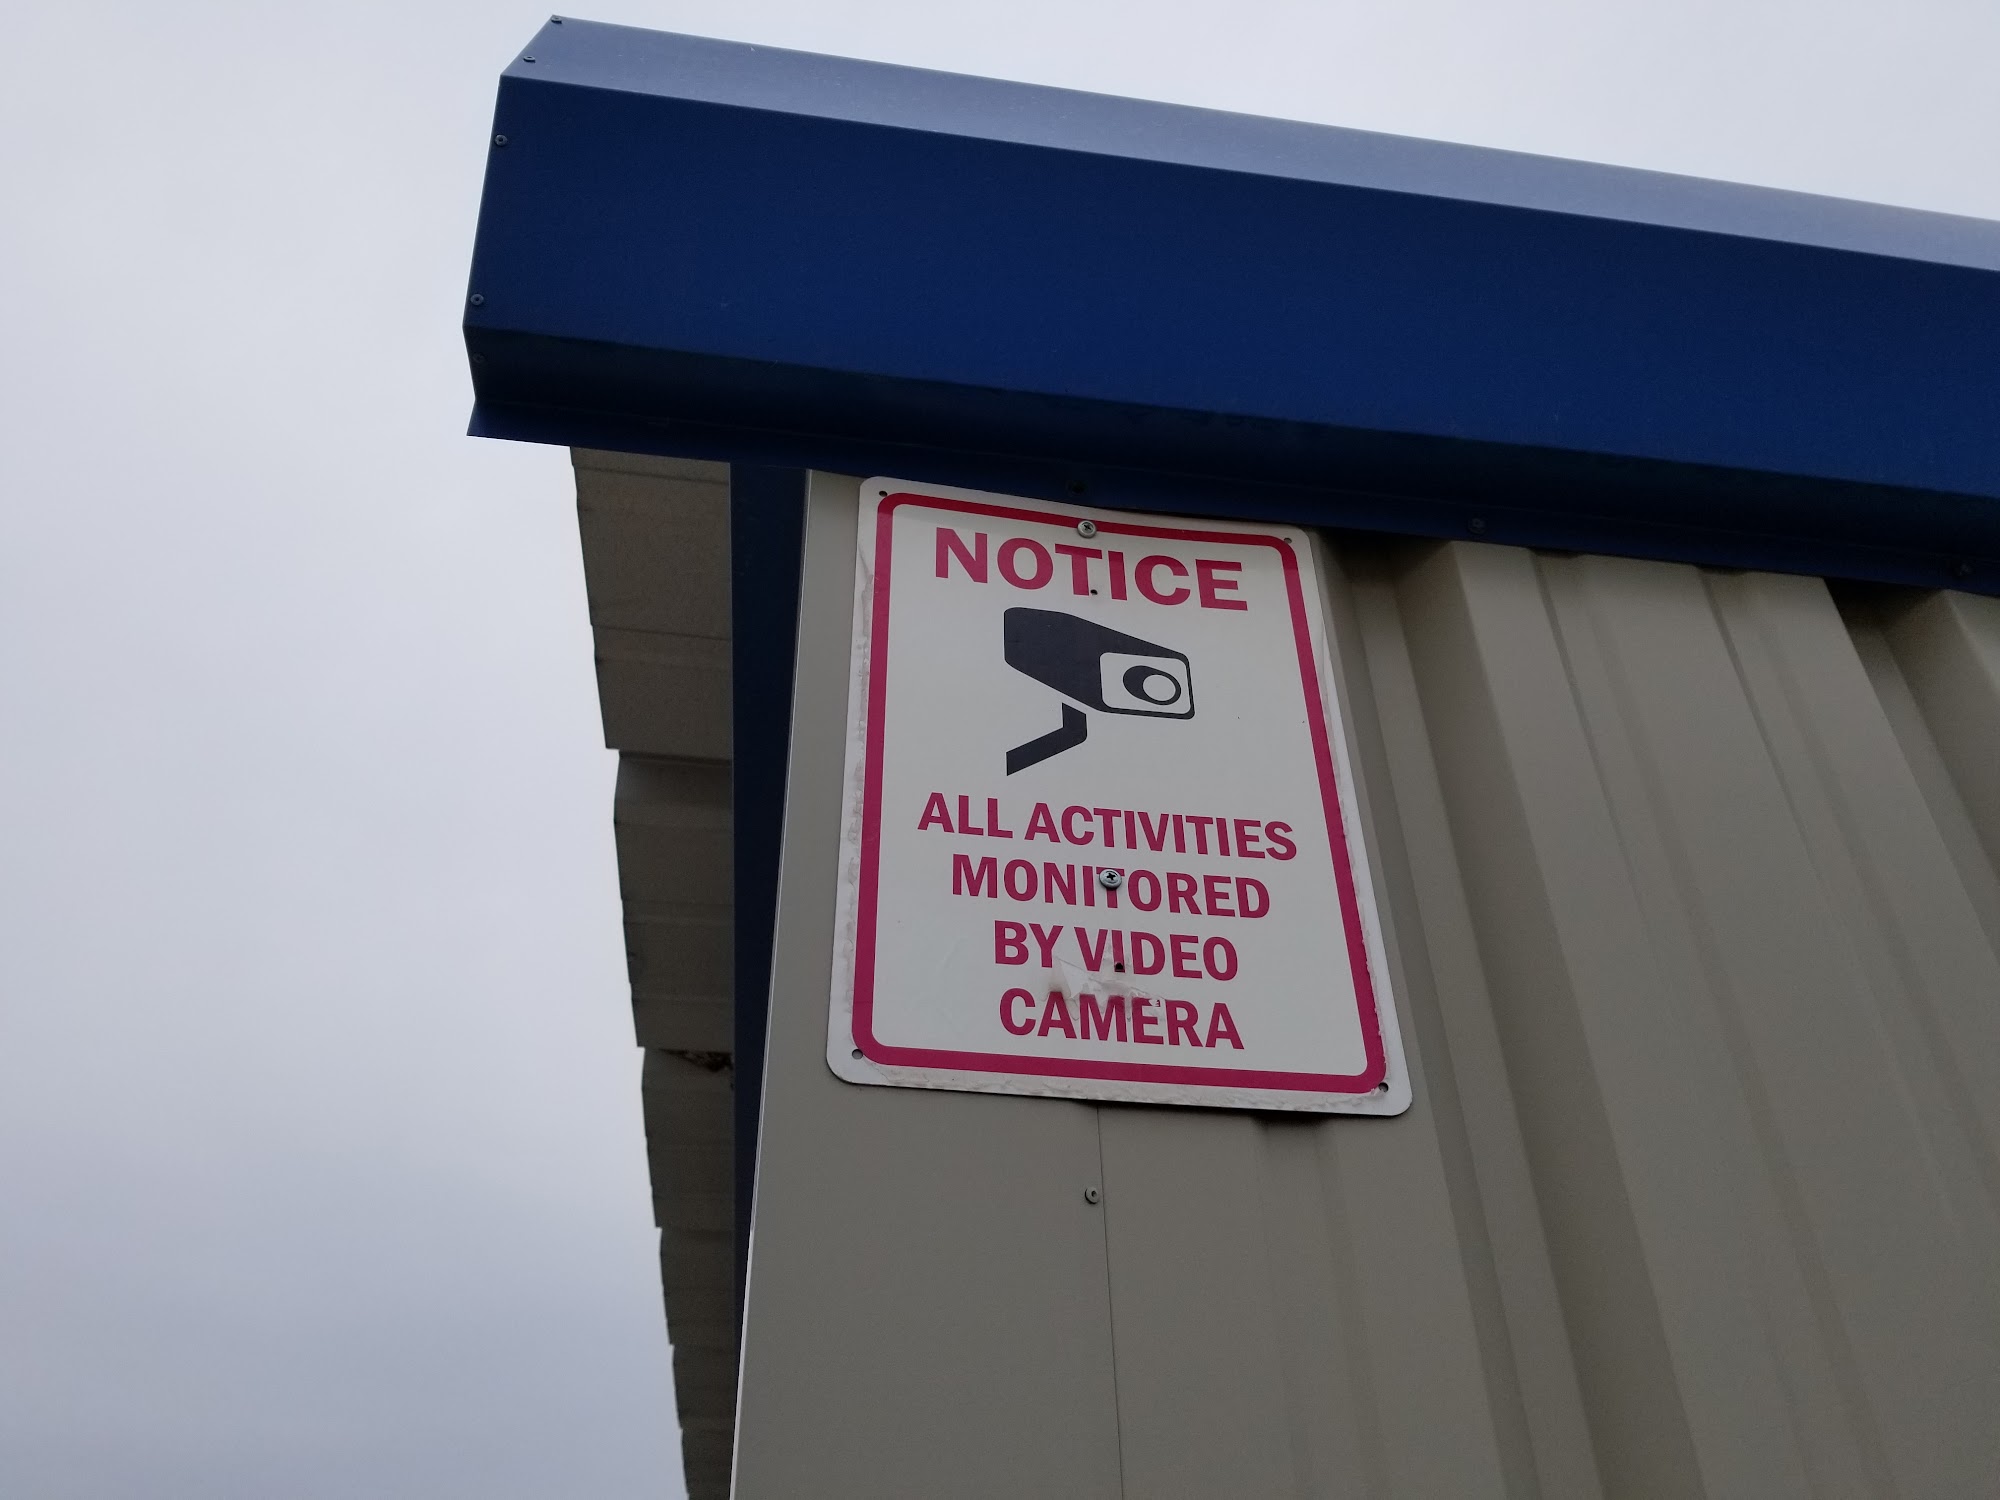 NOTICE
ALL ACTIVITIES
MONITORED
BY VIDEO
CAMERA